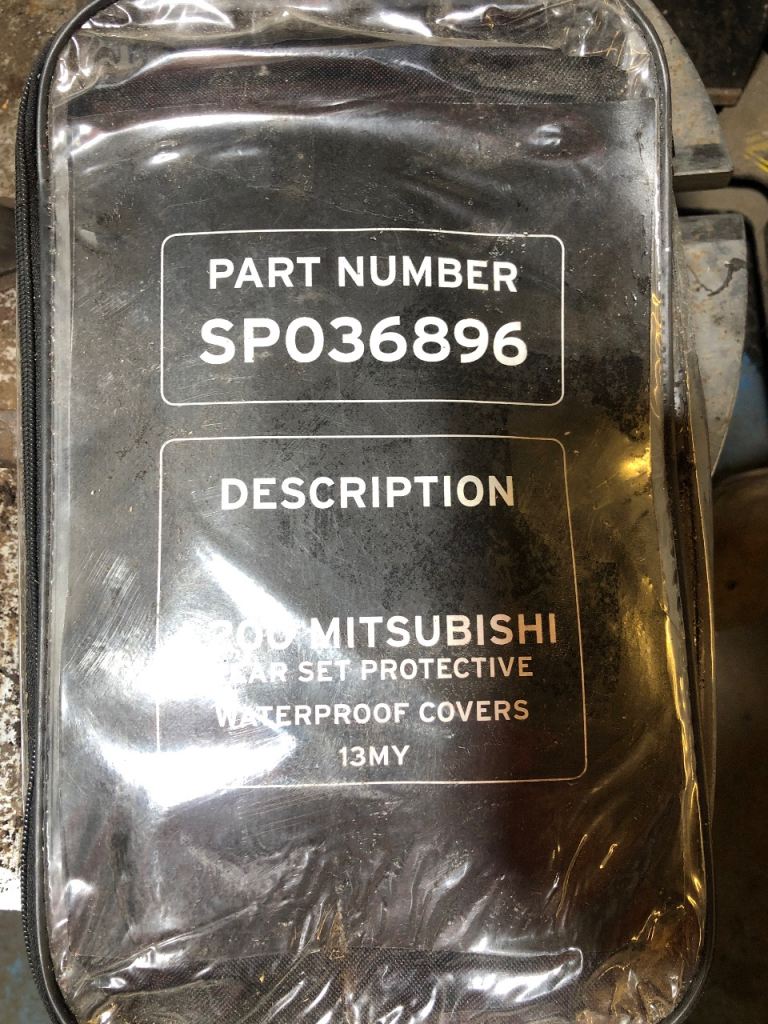 PART NUMBER
SP036896
DESCRIPTION
MITSUBISHI
SET PROTECTIVE
WATERPROOF COVERS
13MY